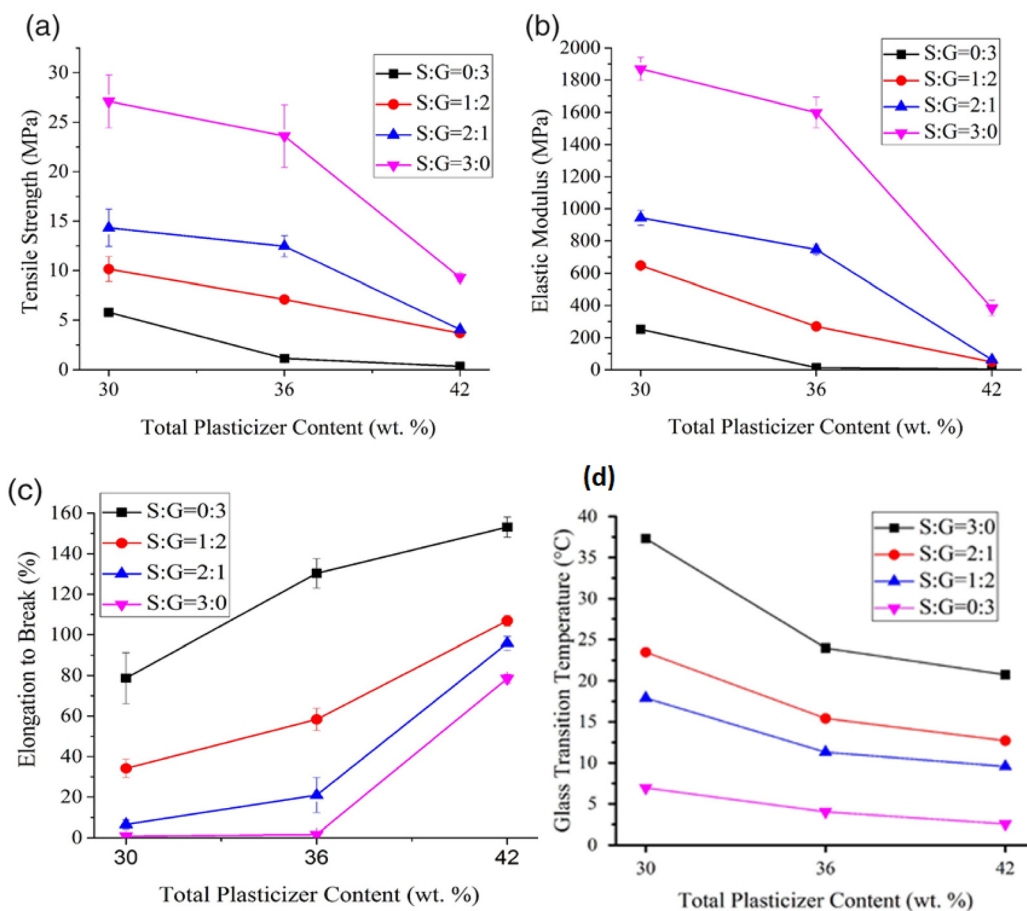 (a)
S:G=0:3
S:G=1:2
S:G=2:1
S:G=3:0
Tensile Strength (MPa)
30
25
20
15
10
5
0
30 36 42
Total Plasticizer Content (wt. %)
(b)
S:G=0:3
S:G=1:2
S:G=2:1
S:G=3:0
Elastic Modulus (MPa)
2000
1800
1600
1400
1200
1000
800
600
400
200
0
30 36 42
Total Plasticizer Content (wt. %)
(c)
S:G=0:3
S:G=1:2
S:G=2:1
S:G=3:0
Elongation to Break (%)
160
140
120
100
80
60
40
20
0
30 36 42
Total Plasticizer Content (wt. %)
(d)
S:G=3:0
S:G=2:1
S:G=1:2
S:G=0:3
Glass Transition Temperature (°C)
40
35
30
25
20
15
10
5
0
30 36 42
Total Plasticizer Content (wt. %)